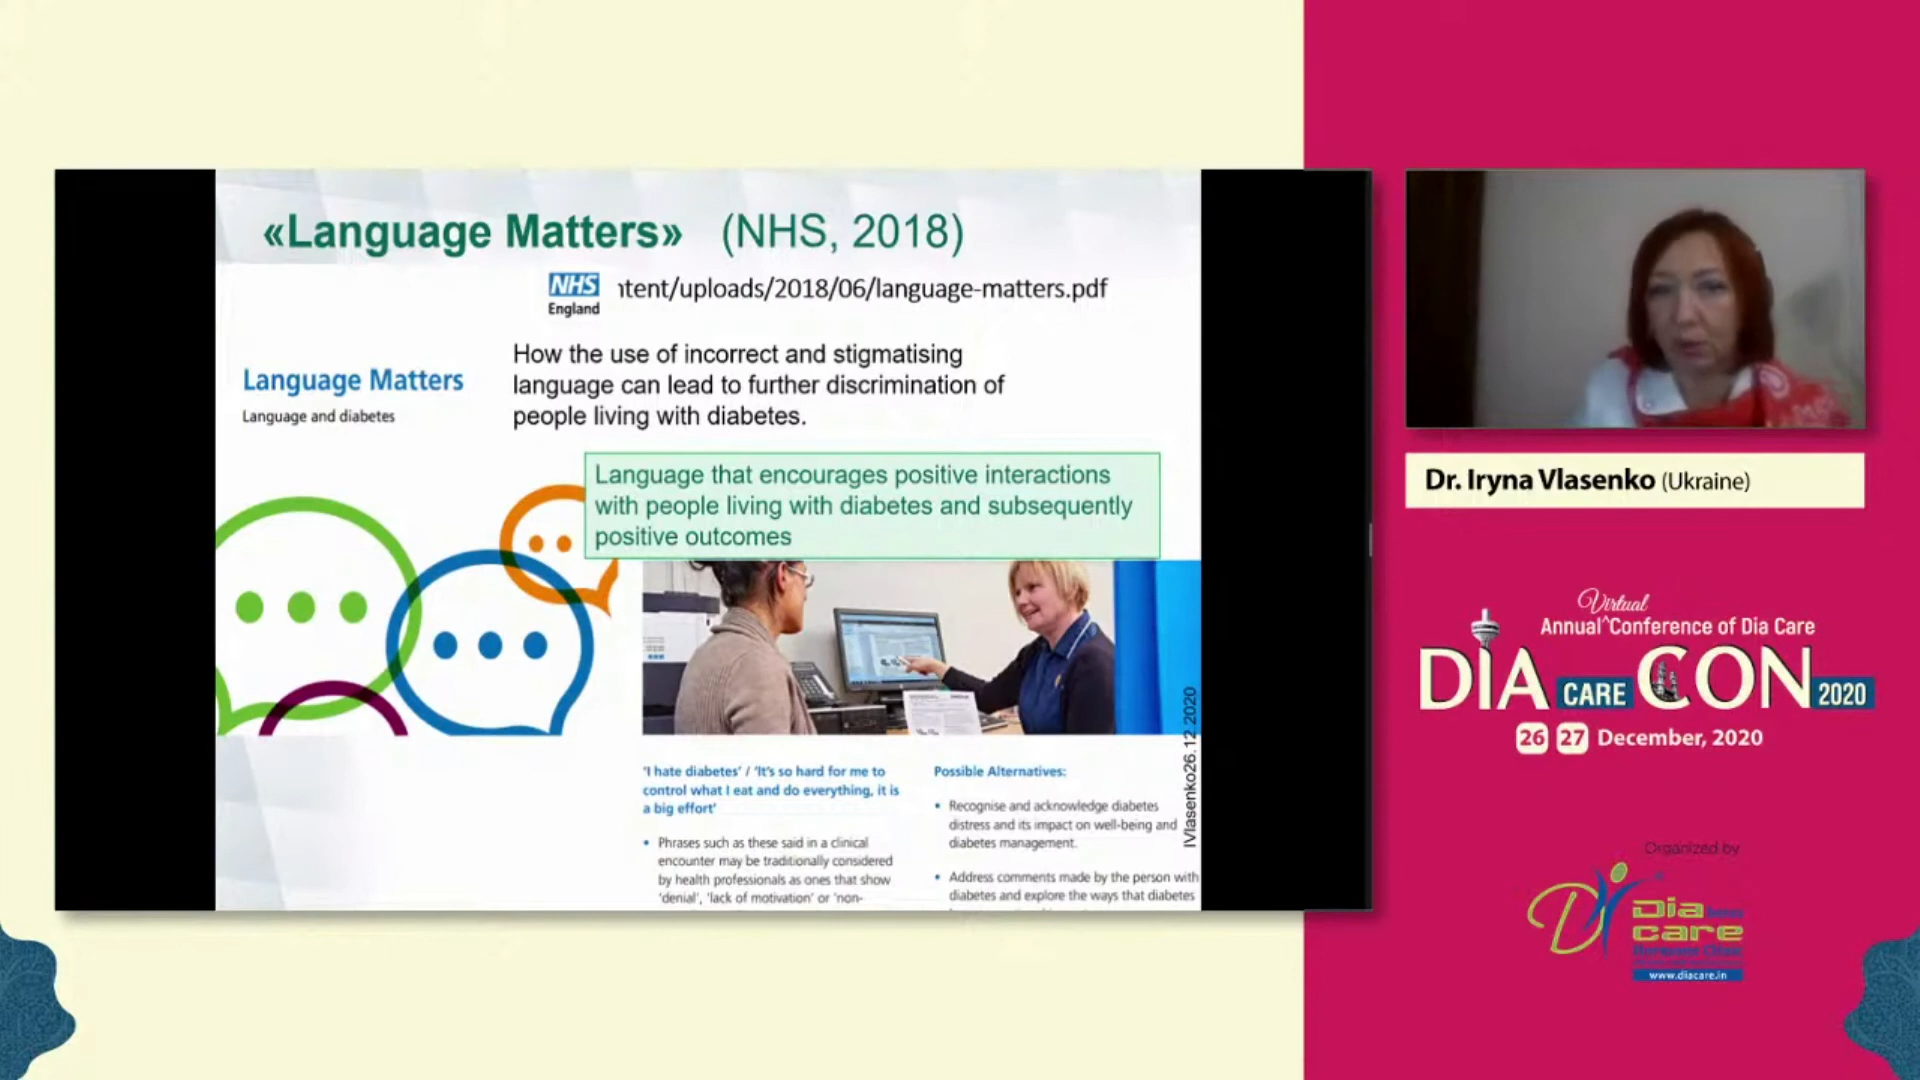 «Language Matters» (NHS, 2018)
NHS
England
ntent/uploads/2018/06/language-matters.pdf
Language Matters
Language and diabetes
How the use of incorrect and stigmatising
language can lead to further discrimination of
people living with diabetes.
Language that encourages positive interactions
with people living with diabetes and subsequently
positive outcomes
'I hate diabetes' / 'It's so hard for me to
control what I eat and do everything, it is
a big effort'
• Phrases such as these said in a clinical
encounter may be traditionally considered
by health professionals as ones that show
'denial', 'lack of motivation' or 'non-
Possible Alternatives:
• Recognise and acknowledge diabetes
distress and its impact on well-being and
diabetes management.
• Address comments made by the person with
diabetes and explore the ways that diabetes
IVlasenko26.12.2020
Dr. Iryna Vlasenko (Ukraine)
Virtual
Annual^Conference of Dia Care
DIA CARE CON 2020
26 27 December, 2020
Organized by
Dia
care
www.diacare.in